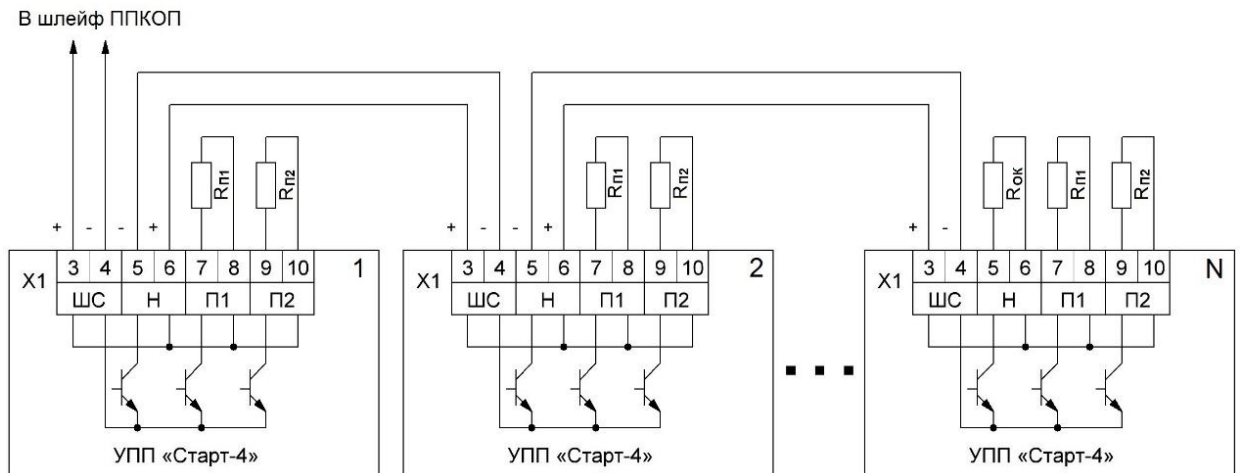 В шлейф ППКОП
Rп1 Rп2 Rп1 Rп2 Rок Rп1 Rп2
+ - - + + - - + + -
X1 3 4 5 6 7 8 9 10 1
ШС Н П1 П2
УПП «Старт-4»
X1 3 4 5 6 7 8 9 10 2
ШС Н П1 П2
УПП «Старт-4»
X1 3 4 5 6 7 8 9 10 N
ШС Н П1 П2
УПП «Старт-4»